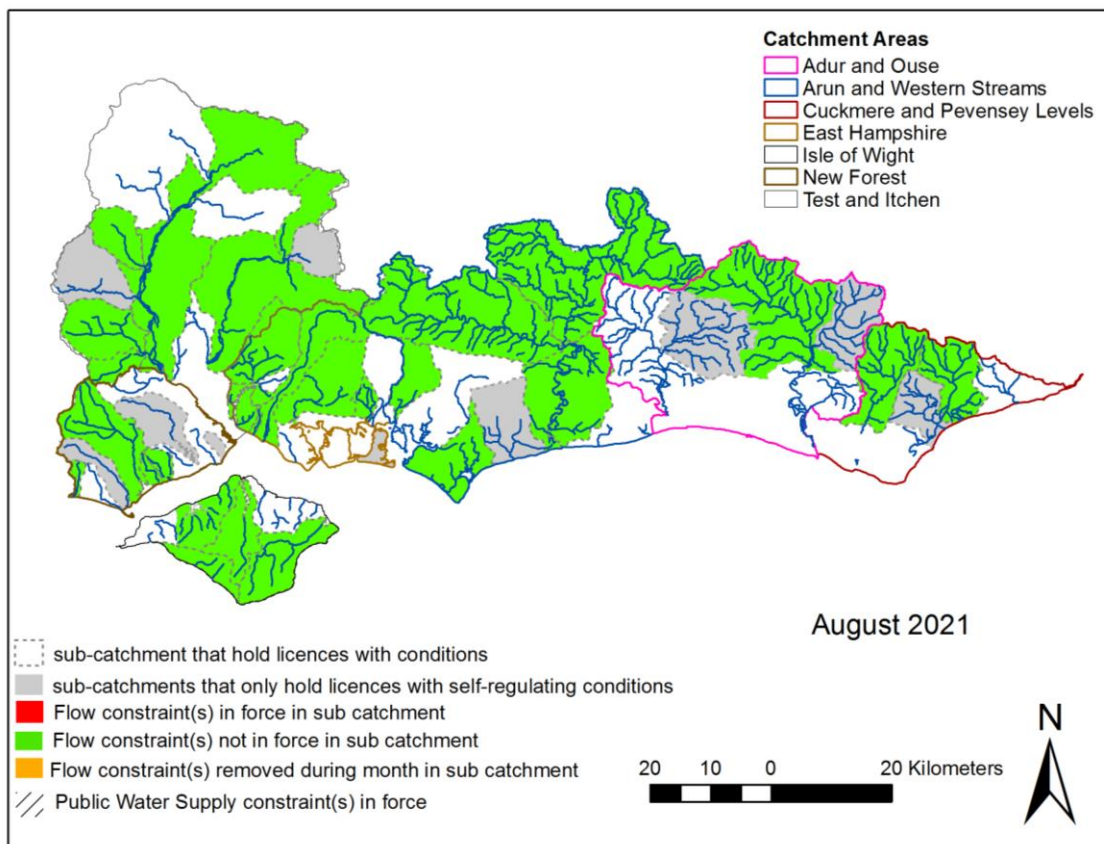 Catchment Areas
Adur and Ouse
Arun and Western Streams
Cuckmere and Pevensey Levels
East Hampshire
Isle of Wight
New Forest
Test and Itchen
August 2021
sub-catchment that hold licences with conditions
sub-catchments that only hold licences with self-regulating conditions
Flow constraint(s) in force in sub catchment
Flow constraint(s) not in force in sub catchment
Flow constraint(s) removed during month in sub catchment
Public Water Supply constraint(s) in force
20 10 0 20 Kilometers
N